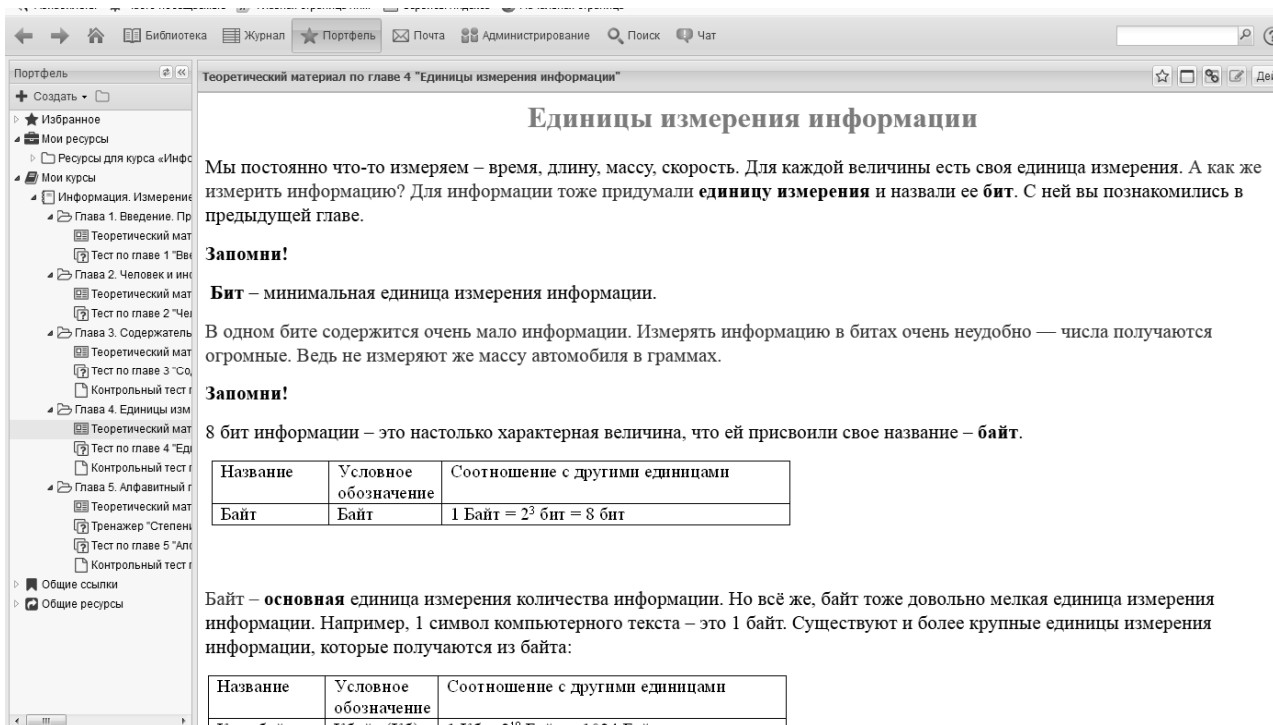 Библиотека Журнал Портфель Почта Администрирование Поиск Чат
Портфель
Создать
Избранное
Мои ресурсы
Ресурсы для курса «Инфо
Мои курсы
Информация. Измерение
Глава 1. Введение. Пр
Теоретический мат
Тест по главе 1 "Вве
Глава 2. Человек и инф
Теоретический мат
Тест по главе 2 "Чел
Глава 3. Содержатель
Теоретический мат
Тест по главе 3 "Со
Контрольный тест г
Глава 4. Единицы изм
Теоретический мат
Тест по главе 4 "Еди
Контрольный тест г
Глава 5. Алфавитный г
Теоретический мат
Тренажер "Степени
Тест по главе 5 "Алф
Контрольный тест г
Общие ссылки
Общие ресурсы
Теоретический материал по главе 4 "Единицы измерения информации"
Единицы измерения информации
Мы постоянно что-то измеряем – время, длину, массу, скорость. Для каждой величины есть своя единица измерения. А как же
измерить информацию? Для информации тоже придумали единицу измерения и назвали ее бит. С ней вы познакомились в
предыдущей главе.
Запомни!
Бит – минимальная единица измерения информации.
В одном бите содержится очень мало информации. Измерять информацию в битах очень неудобно — числа получаются
огромные. Ведь не измеряют же массу автомобиля в граммах.
Запомни!
8 бит информации – это настолько характерная величина, что ей присвоили свое название – байт.
Название Условное Соотношение с другими единицами
обозначение
Байт Байт 1 Байт = 2³ бит = 8 бит
Байт – основная единица измерения количества информации. Но всё же, байт тоже довольно мелкая единица измерения
информации. Например, 1 символ компьютерного текста – это 1 байт. Существуют и более крупные единицы измерения
информации, которые получаются из байта:
Название Условное Соотношение с другими единицами
обозначение